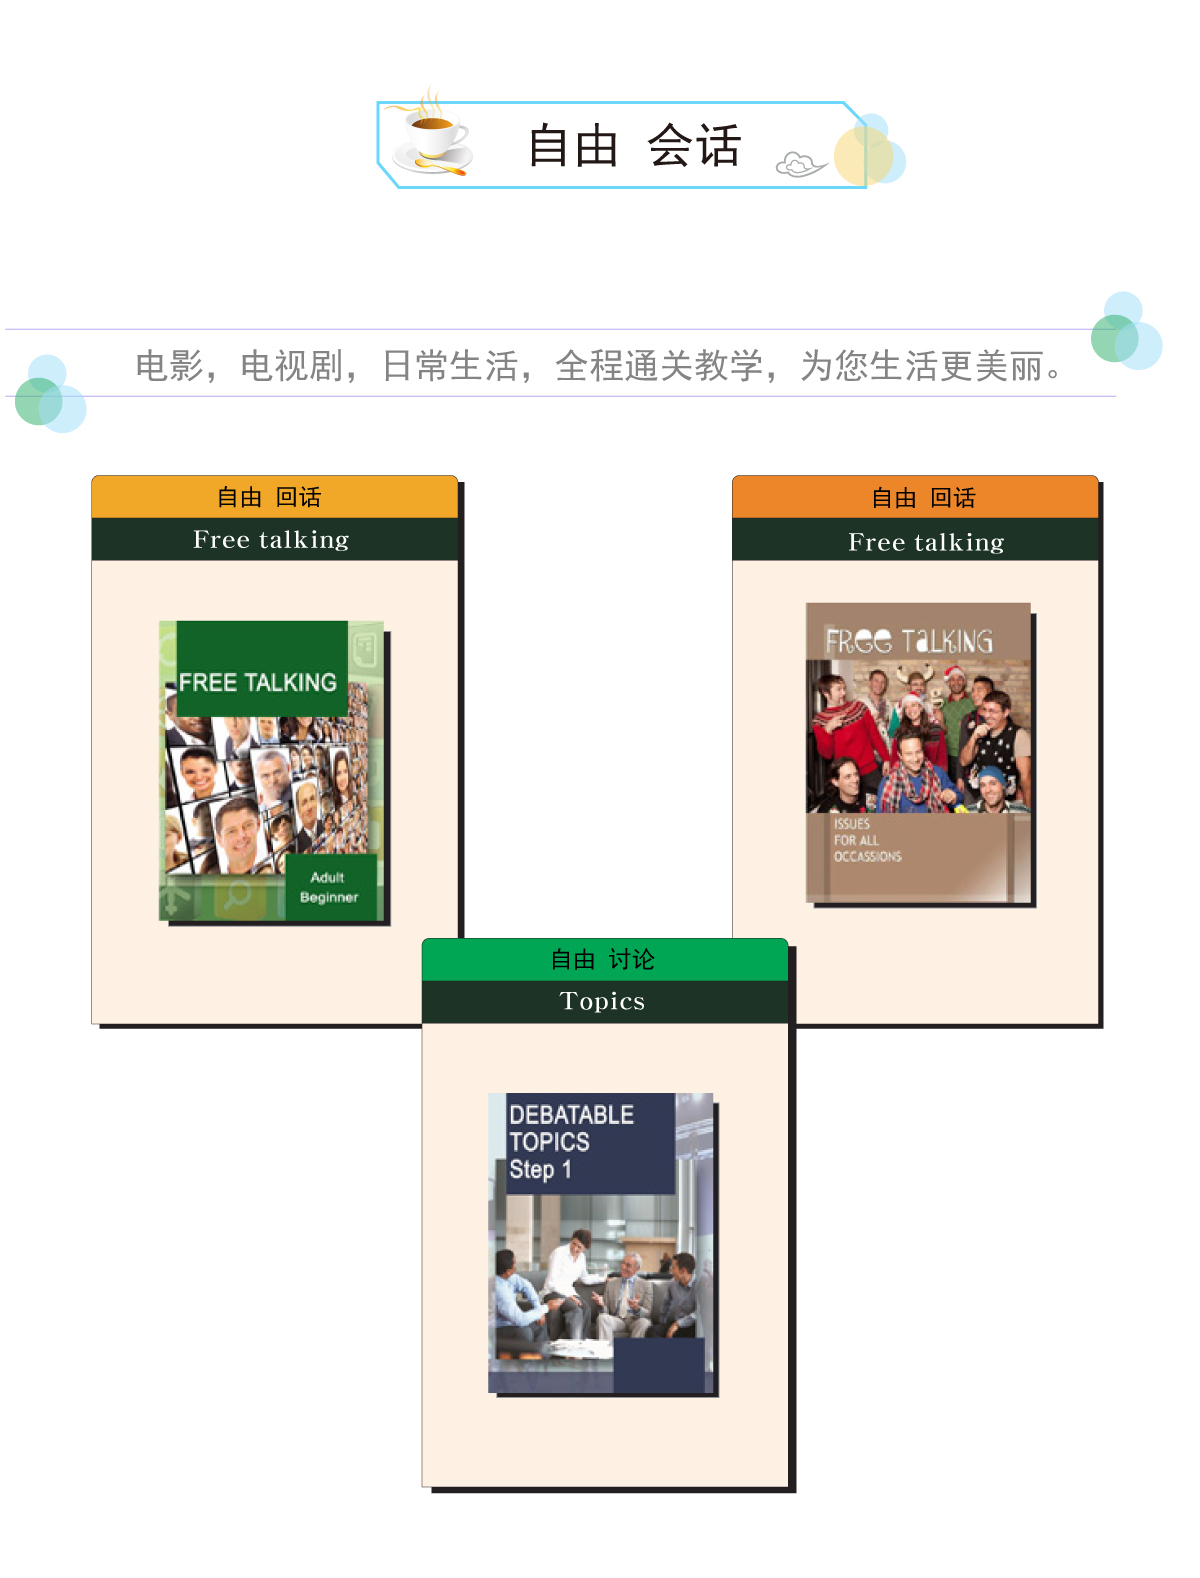 自由 会话
电影，电视剧，日常生活，全程通关教学，为您生活更美丽。
自由 回话
Free talking
FREE TALKING
Adult
Beginner
自由 回话
Free talking
FREE TALKING
ISSUES
FOR ALL
OCCASSIONS
自由 讨论
Topics
DEBATABLE
TOPICS
Step 1